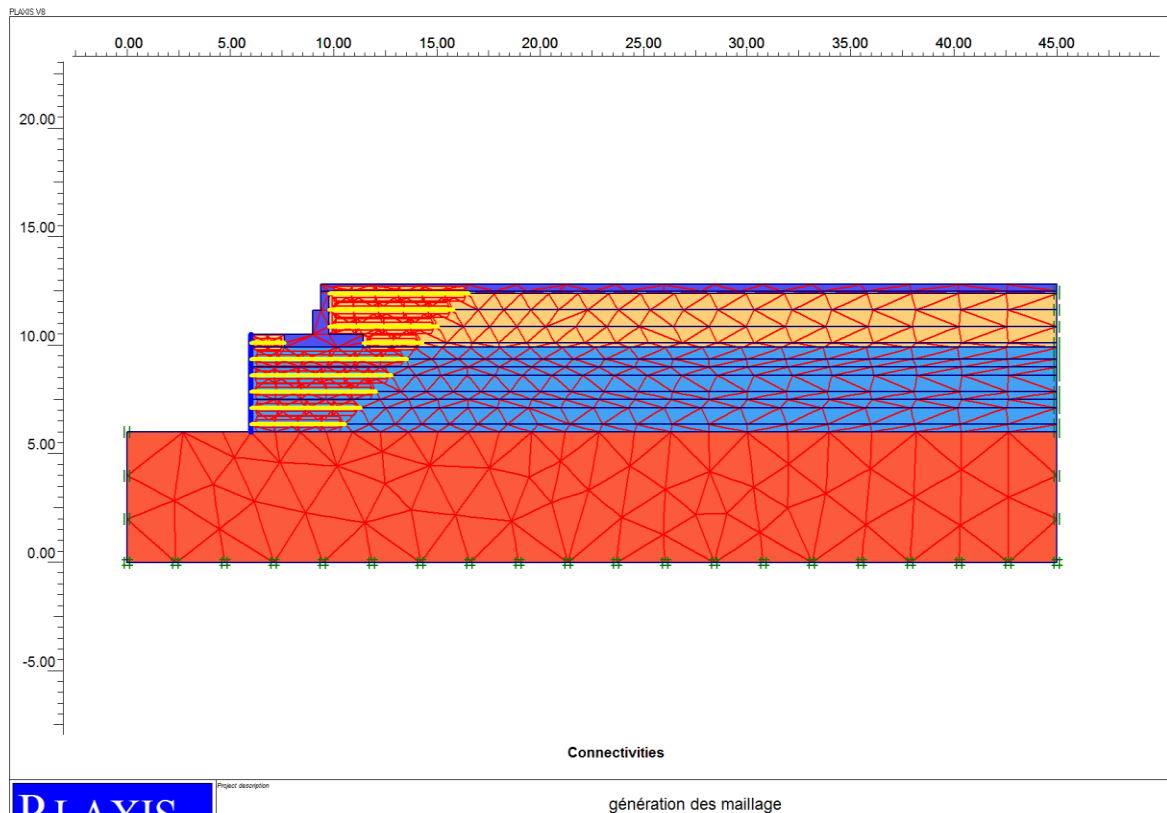 PLAXIS V8
0.00 5.00 10.00 15.00 20.00 25.00 30.00 35.00 40.00 45.00
20.00
15.00
10.00
5.00
0.00
-5.00
Connectivities
Project description
PLAXIS
génération des maillage